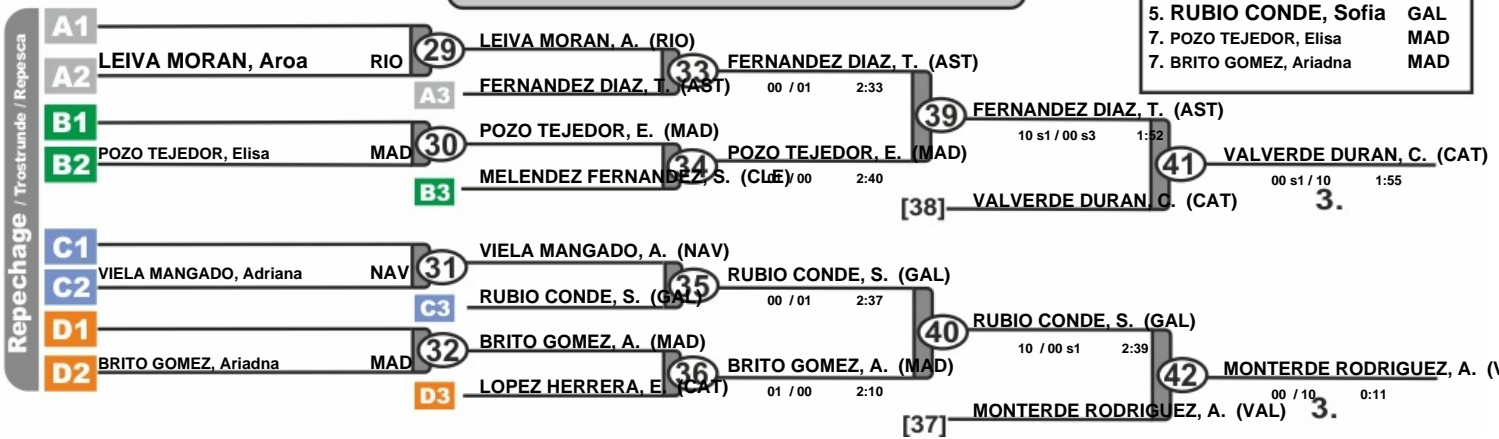 5. RUBIO CONDE, Sofia GAL
7. POZO TEJEDOR, Elisa MAD
7. BRITO GOMEZ, Ariadna MAD
Repechage / Trostrunde / Repesca
A1
LEIVA MORAN, Aroa RIO
A2
29
LEIVA MORAN, A. (RIO)
A3
FERNANDEZ DIAZ, T. (AST)
33
FERNANDEZ DIAZ, T. (AST)
00 / 01 2:33
B1
B2
POZO TEJEDOR, Elisa MAD
30
POZO TEJEDOR, E. (MAD)
B3
MELENDEZ FERNANDEZ, S. (CLE)
34
POZO TEJEDOR, E. (MAD)
/ 00 2:40
39
FERNANDEZ DIAZ, T. (AST)
10 s1 / 00 s3 1:52
[38]
VALVERDE DURAN, C. (CAT)
41
VALVERDE DURAN, C. (CAT)
00 s1 / 10 1:55
3.
C1
C2
VIELA MANGADO, Adriana NAV
31
VIELA MANGADO, A. (NAV)
C3
RUBIO CONDE, S. (GAL)
35
RUBIO CONDE, S. (GAL)
00 / 01 2:37
D1
D2
BRITO GOMEZ, Ariadna MAD
32
BRITO GOMEZ, A. (MAD)
D3
LOPEZ HERRERA, E. (CAT)
36
BRITO GOMEZ, A. (MAD)
01 / 00 2:10
40
RUBIO CONDE, S. (GAL)
10 / 00 s1 2:39
[37]
MONTERDE RODRIGUEZ, A. (VAL)
42
MONTERDE RODRIGUEZ, A. (V
00 / 10 0:11
3.